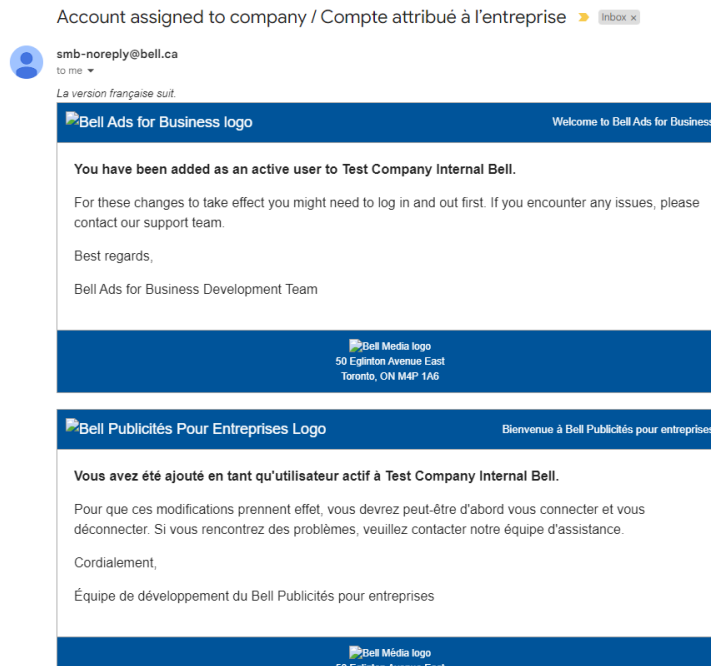 Account assigned to company / Compte attribué à l'entreprise Inbox ×
smb-noreply@bell.ca
to me
La version française suit.
Bell Ads for Business logo
Welcome to Bell Ads for Business
You have been added as an active user to Test Company Internal Bell.
For these changes to take effect you might need to log in and out first. If you encounter any issues, please
contact our support team.
Best regards,
Bell Ads for Business Development Team
Bell Media logo
50 Eglinton Avenue East
Toronto, ON M4P 1A6
Bell Publicités Pour Entreprises Logo
Bienvenue à Bell Publicités pour entreprises
Vous avez été ajouté en tant qu'utilisateur actif à Test Company Internal Bell.
Pour que ces modifications prennent effet, vous devrez peut-être d'abord vous connecter et vous
déconnecter. Si vous rencontrez des problèmes, veuillez contacter notre équipe d'assistance.
Cordialement,
Équipe de développement du Bell Publicités pour entreprises
Bell Média logo
50 Eglinton Avenue East